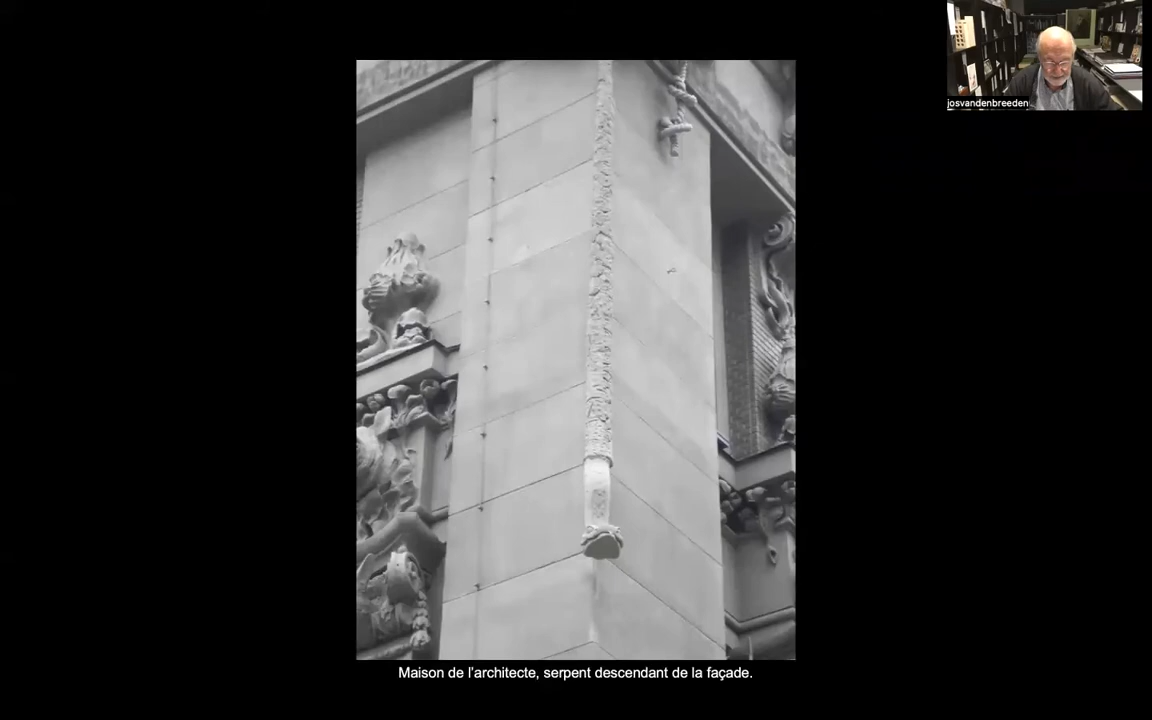 josvandenbreeden
Maison de l’architecte, serpent descendant de la façade.